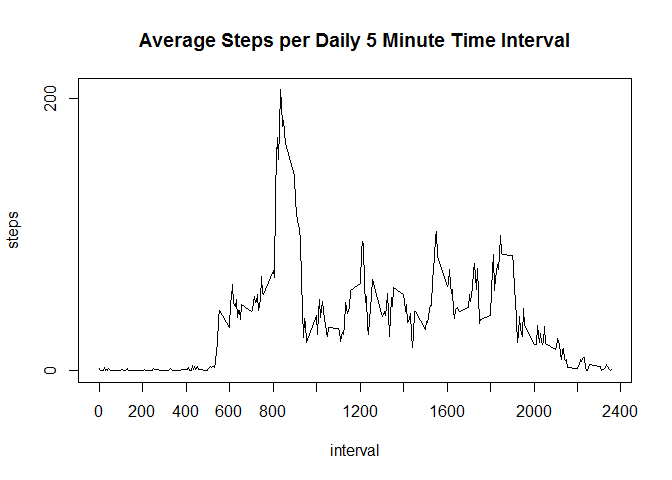 Average Steps per Daily 5 Minute Time Interval
200
steps
0
0 200 400 600 800 1200 1600 2000 2400
interval